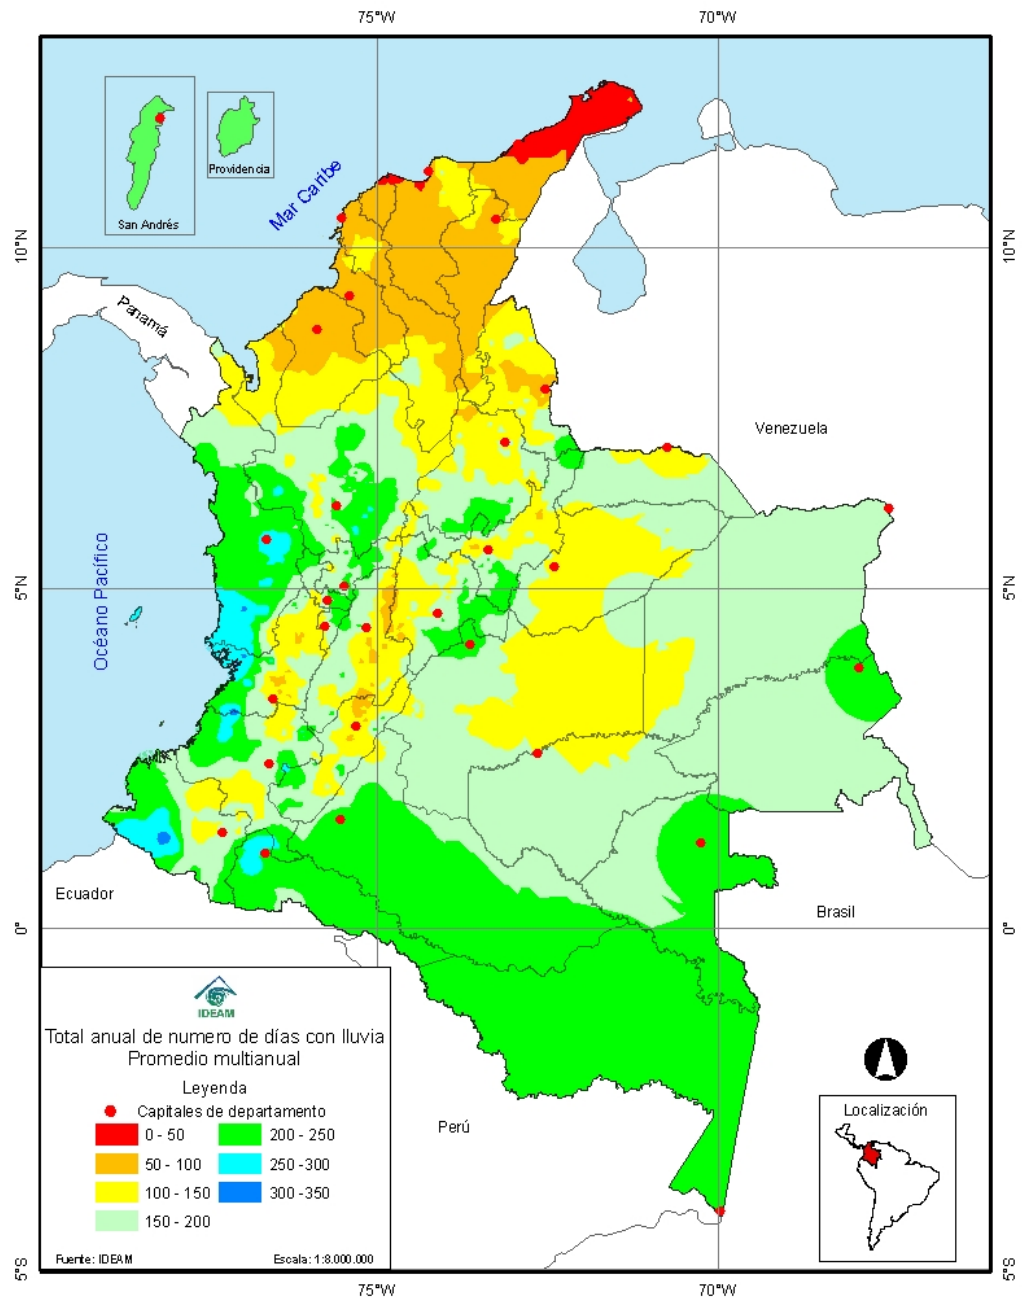 75°W
70°W
San Andrés
Providencia
Mar Caribe
10°N
10°N
Panamá
Venezuela
Océano Pacífico
5°N
5°N
Ecuador
Brasil
0°
0°
IDEAM
Total anual de numero de días con lluvia
Promedio multianual
Leyenda
Capitales de departamento
0 - 50
200 - 250
50 - 100
250 -300
100 - 150
300 -350
150 - 200
Fuente: IDEAM
Escala: 1:8.000.000
Perú
Localización
5°S
5°S
75°W
70°W